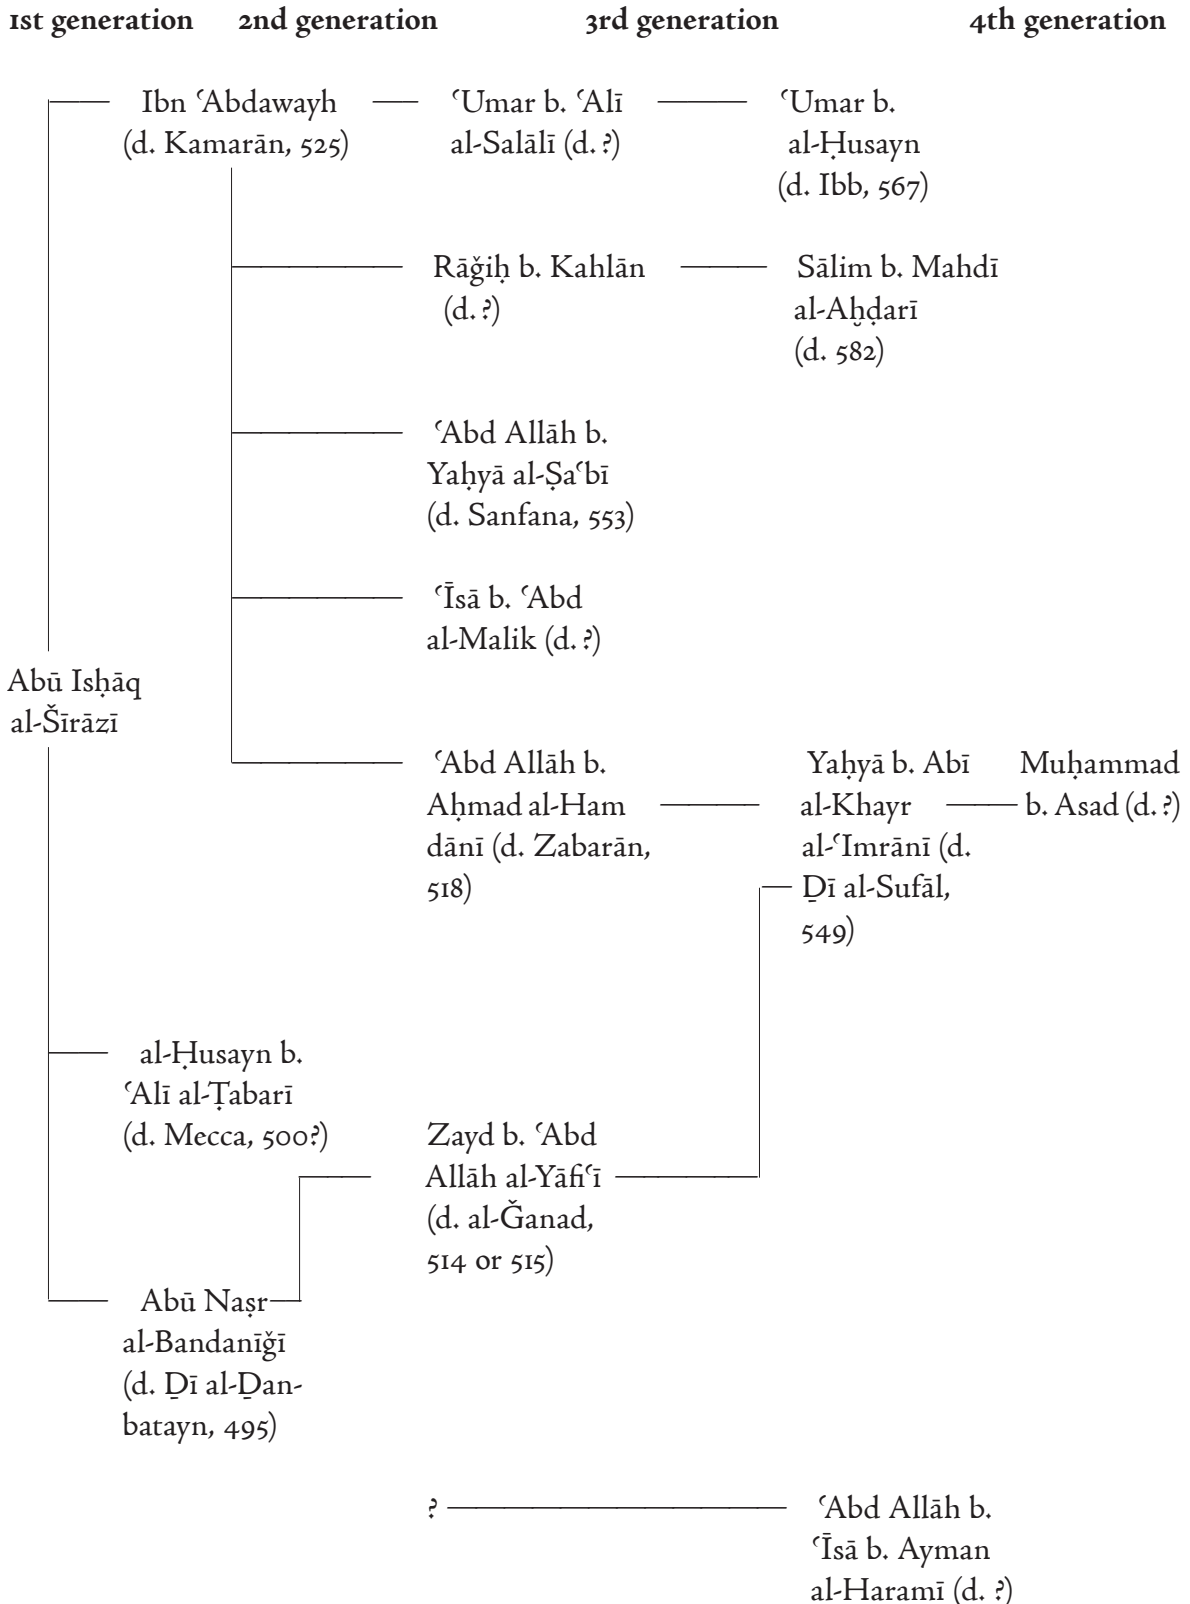 1st generation 2nd generation 3rd generation 4th generation
Ibn ʿAbdawayh
(d. Kamarān, 525)
ʿUmar b. ʿAlī
al-Salālī (d. ?)
ʿUmar b.
al-Ḥusayn
(d. Ibb, 567)
Rāǧiḥ b. Kahlān
(d. ?)
Sālim b. Mahdī
al-Aḫḍarī
(d. 582)
ʿAbd Allāh b.
Yaḥyā al-Ṣaʿbī
(d. Sanfana, 553)
ʿĪsā b. ʿAbd
al-Malik (d. ?)
Abū Isḥāq
al-Šīrāzī
ʿAbd Allāh b.
Aḥmad al-Ham
dānī (d. Zabarān,
518)
Yaḥyā b. Abī
al-Khayr
al-ʿImrānī (d.
Ḏī al-Sufāl,
549)
Muḥammad
b. Asad (d. ?)
al-Ḥusayn b.
ʿAlī al-Ṭabarī
(d. Mecca, 500?)
Zayd b. ʿAbd
Allāh al-Yāfiʿī
(d. al-Ǧanad,
514 or 515)
Abū Naṣr
al-Bandanīǧī
(d. Ḏī al-Ḏan-
batayn, 495)
?
ʿAbd Allāh b.
ʿĪsā b. Ayman
al-Haramī (d. ?)